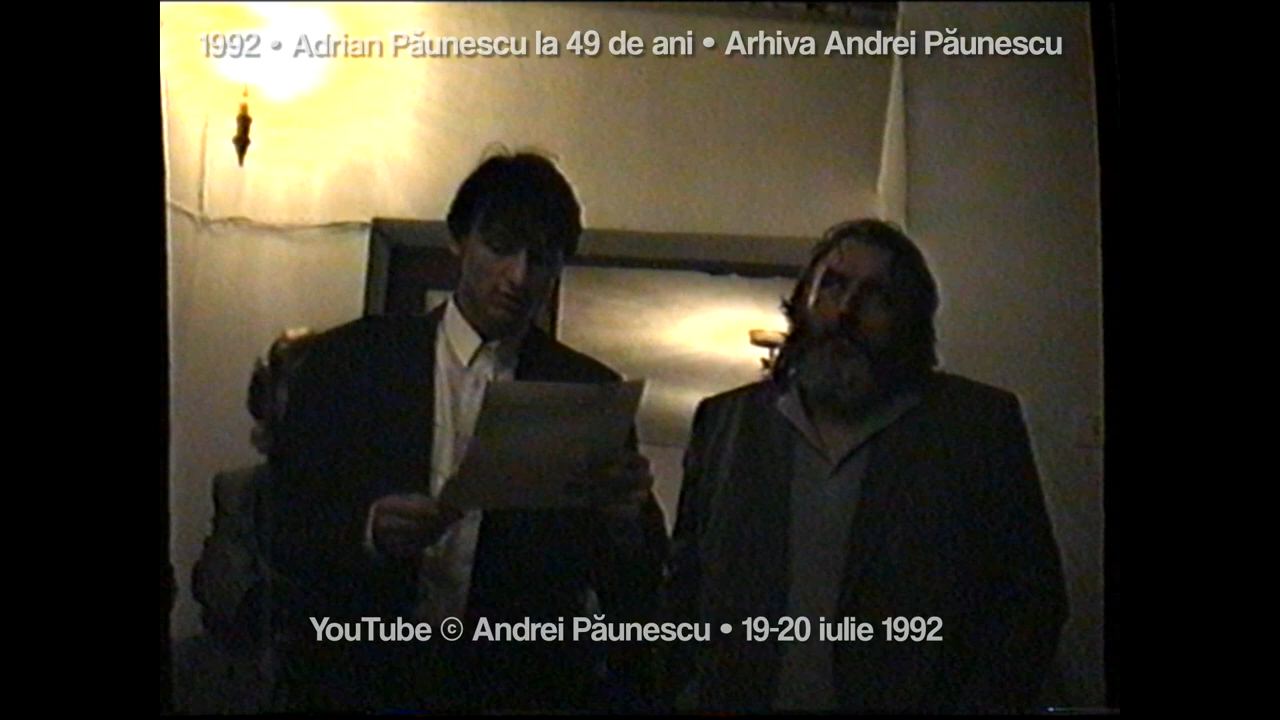 1992 • Adrian Păunescu la 49 de ani • Arhiva Andrei Păunescu
YouTube © Andrei Păunescu • 19-20 iulie 1992